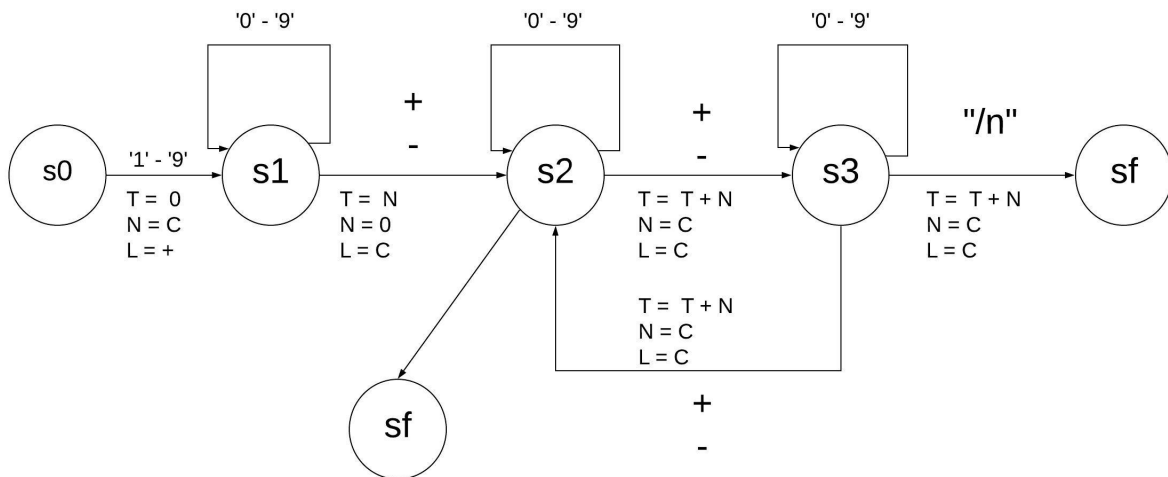 '0' - '9'
'0' - '9'
'0' - '9'
+
-
+
-
"/n"
s0
'1' - '9'
s1
s2
s3
sf
T = 0
N = C
L = +
T = N
N = 0
L = C
T = T + N
N = C
L = C
T = T + N
N = C
L = C
T = T + N
N = C
L = C
sf
+
-